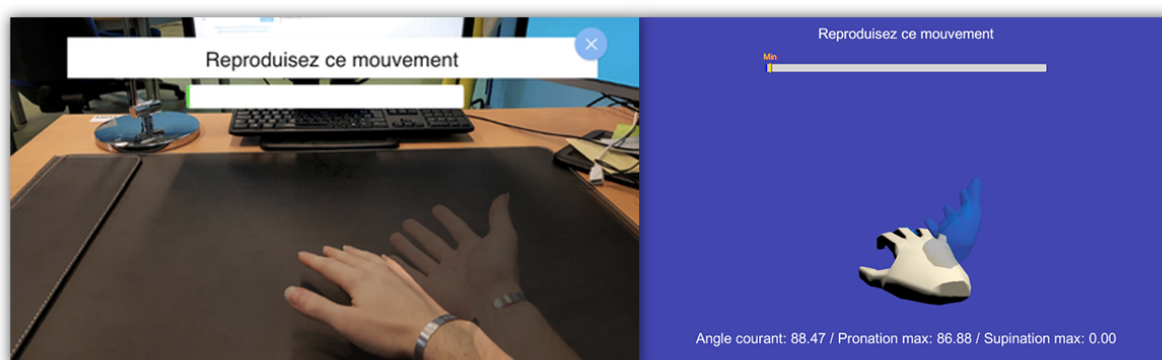 Reproduisez ce mouvement
Reproduisez ce mouvement
Min
Angle courant: 88.47 / Pronation max: 86.88 / Supination max: 0.00